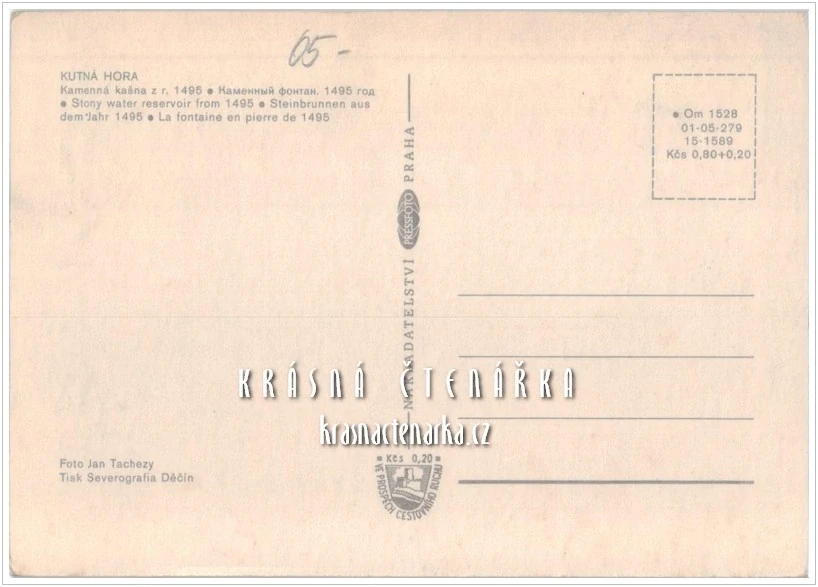 05-
KUTNÁ HORA
Kamenná kašna z r. 1495 ● Каменный фонтан. 1495 год
● Stony water reservoir from 1495 ● Steinbrunnen aus
dem Jahr 1495 ● La fontaine en pierre de 1495
● Om 1528
01-05-279
15-1589
Kčs 0,80+0,20
NAKLADATELSTVÍ PRESSFOTO PRAHA
KRÁSNÁ ČTENÁŘKA
krasnactenarka.cz
Foto Jan Tachezy
Tisk Severografia Děčín
▪ Kčs 0,20 ▪
VE PROSPĚCH CESTOVNÍHO RUCHU